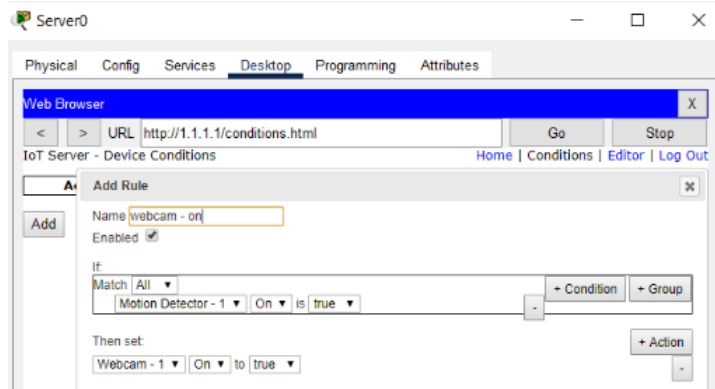 Server0
Physical Config Services Desktop Programming Attributes
Web Browser X
< > URL http://1.1.1.1/conditions.html Go Stop
IoT Server - Device Conditions Home | Conditions | Editor | Log Out
Add Rule
Add
Name webcam - on
Enabled
If:
Match All
+ Condition + Group
Motion Detector - 1 On is true
-
Then set:
+ Action
Webcam - 1 On to true
-